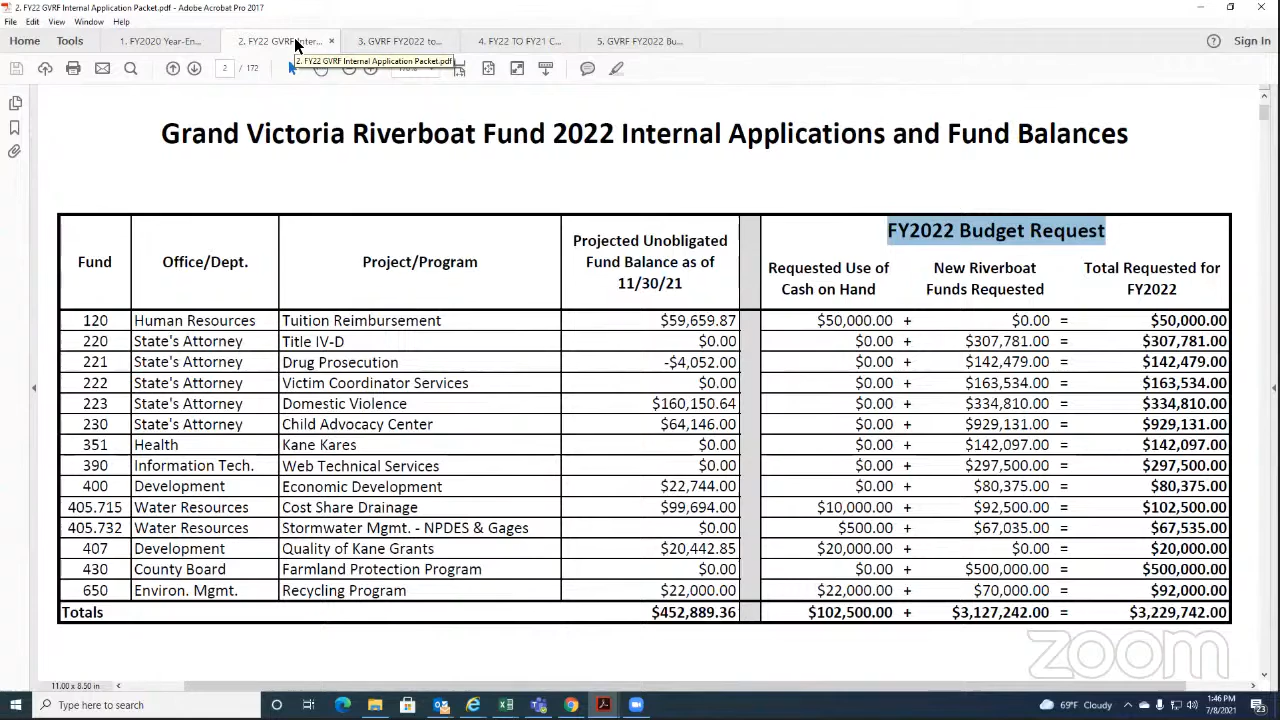 2. FY22 GVRF Internal Application Packet.pdf - Adobe Acrobat Pro 2017
File Edit View Window Help
Home Tools 1. FY2020 Year-En... 2. FY22 GVRF Inter... × 3. GVRF FY2022 to... 4. FY22 TO FY21 C... 5. GVRF FY2022 Bu... Sign In
2. FY22 GVRF Internal Application Packet.pdf
2 / 172
Grand Victoria Riverboat Fund 2022 Internal Applications and Fund Balances
Fund Office/Dept. Project/Program Projected Unobligated Fund Balance as of 11/30/21 FY2022 Budget Request
Requested Use of Cash on Hand New Riverboat Funds Requested Total Requested for FY2022
120 Human Resources Tuition Reimbursement $59,659.87 $50,000.00 + $0.00 = $50,000.00
220 State's Attorney Title IV-D $0.00 $0.00 + $307,781.00 = $307,781.00
221 State's Attorney Drug Prosecution -$4,052.00 $0.00 + $142,479.00 = $142,479.00
222 State's Attorney Victim Coordinator Services $0.00 $0.00 + $163,534.00 = $163,534.00
223 State's Attorney Domestic Violence $160,150.64 $0.00 + $334,810.00 = $334,810.00
230 State's Attorney Child Advocacy Center $64,146.00 $0.00 + $929,131.00 = $929,131.00
351 Health Kane Kares $0.00 $0.00 + $142,097.00 = $142,097.00
390 Information Tech. Web Technical Services $0.00 $0.00 + $297,500.00 = $297,500.00
400 Development Economic Development $22,744.00 $0.00 + $80,375.00 = $80,375.00
405.715 Water Resources Cost Share Drainage $99,694.00 $10,000.00 + $92,500.00 = $102,500.00
405.732 Water Resources Stormwater Mgmt. - NPDES & Gages $0.00 $500.00 + $67,035.00 = $67,535.00
407 Development Quality of Kane Grants $20,442.85 $20,000.00 + $0.00 = $20,000.00
430 County Board Farmland Protection Program $0.00 $0.00 + $500,000.00 = $500,000.00
650 Environ. Mgmt. Recycling Program $22,000.00 $22,000.00 + $70,000.00 = $92,000.00
Totals $452,889.36 $102,500.00 + $3,127,242.00 = $3,229,742.00
zoom
11.00 x 8.50 in
Type here to search 69°F Cloudy 1:46 PM
7/8/2021 23